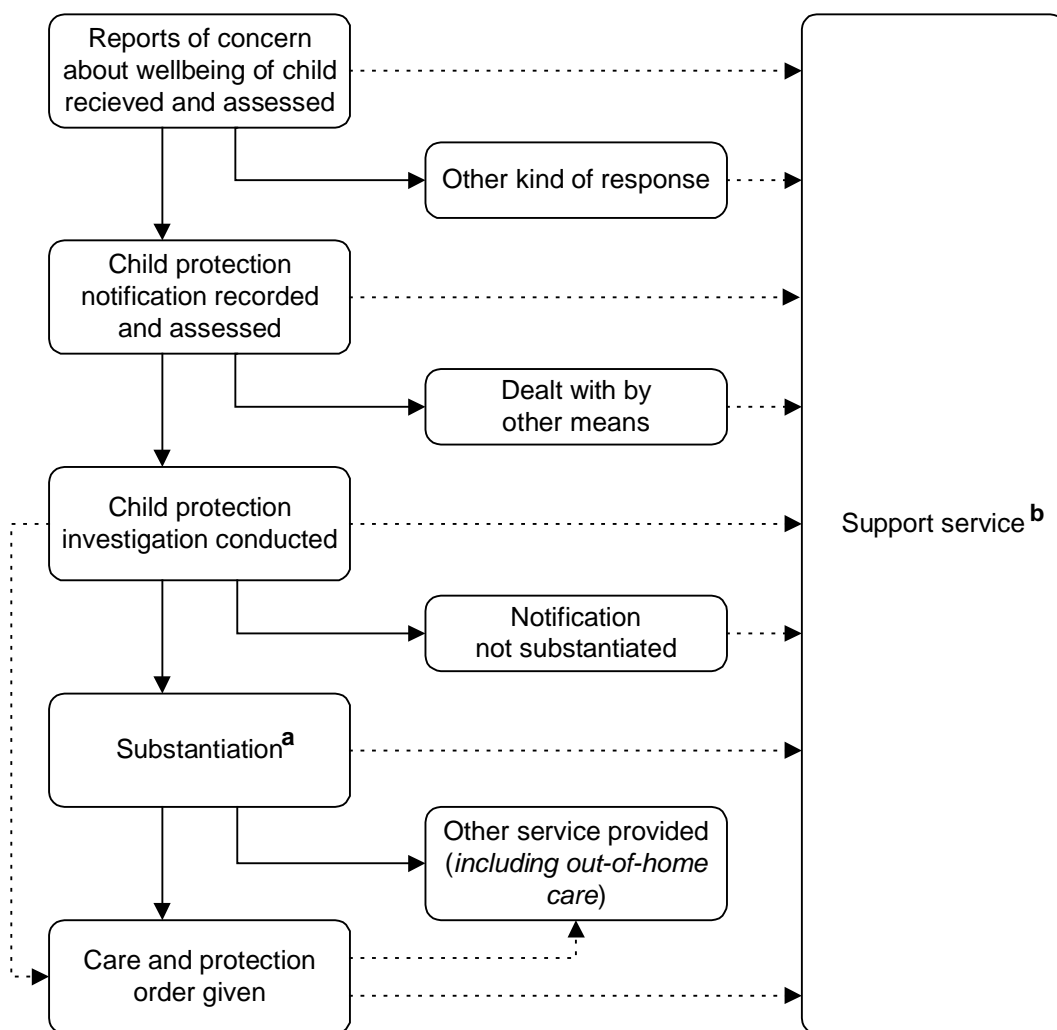 Reports of concern
about wellbeing of child
recieved and assessed
Other kind of response
Child protection
notification recorded
and assessed
Dealt with by
other means
Child protection
investigation conducted
Support service b
Notification
not substantiated
Substantiation a
Other service provided
(including out-of-home
care)
Care and protection
order given